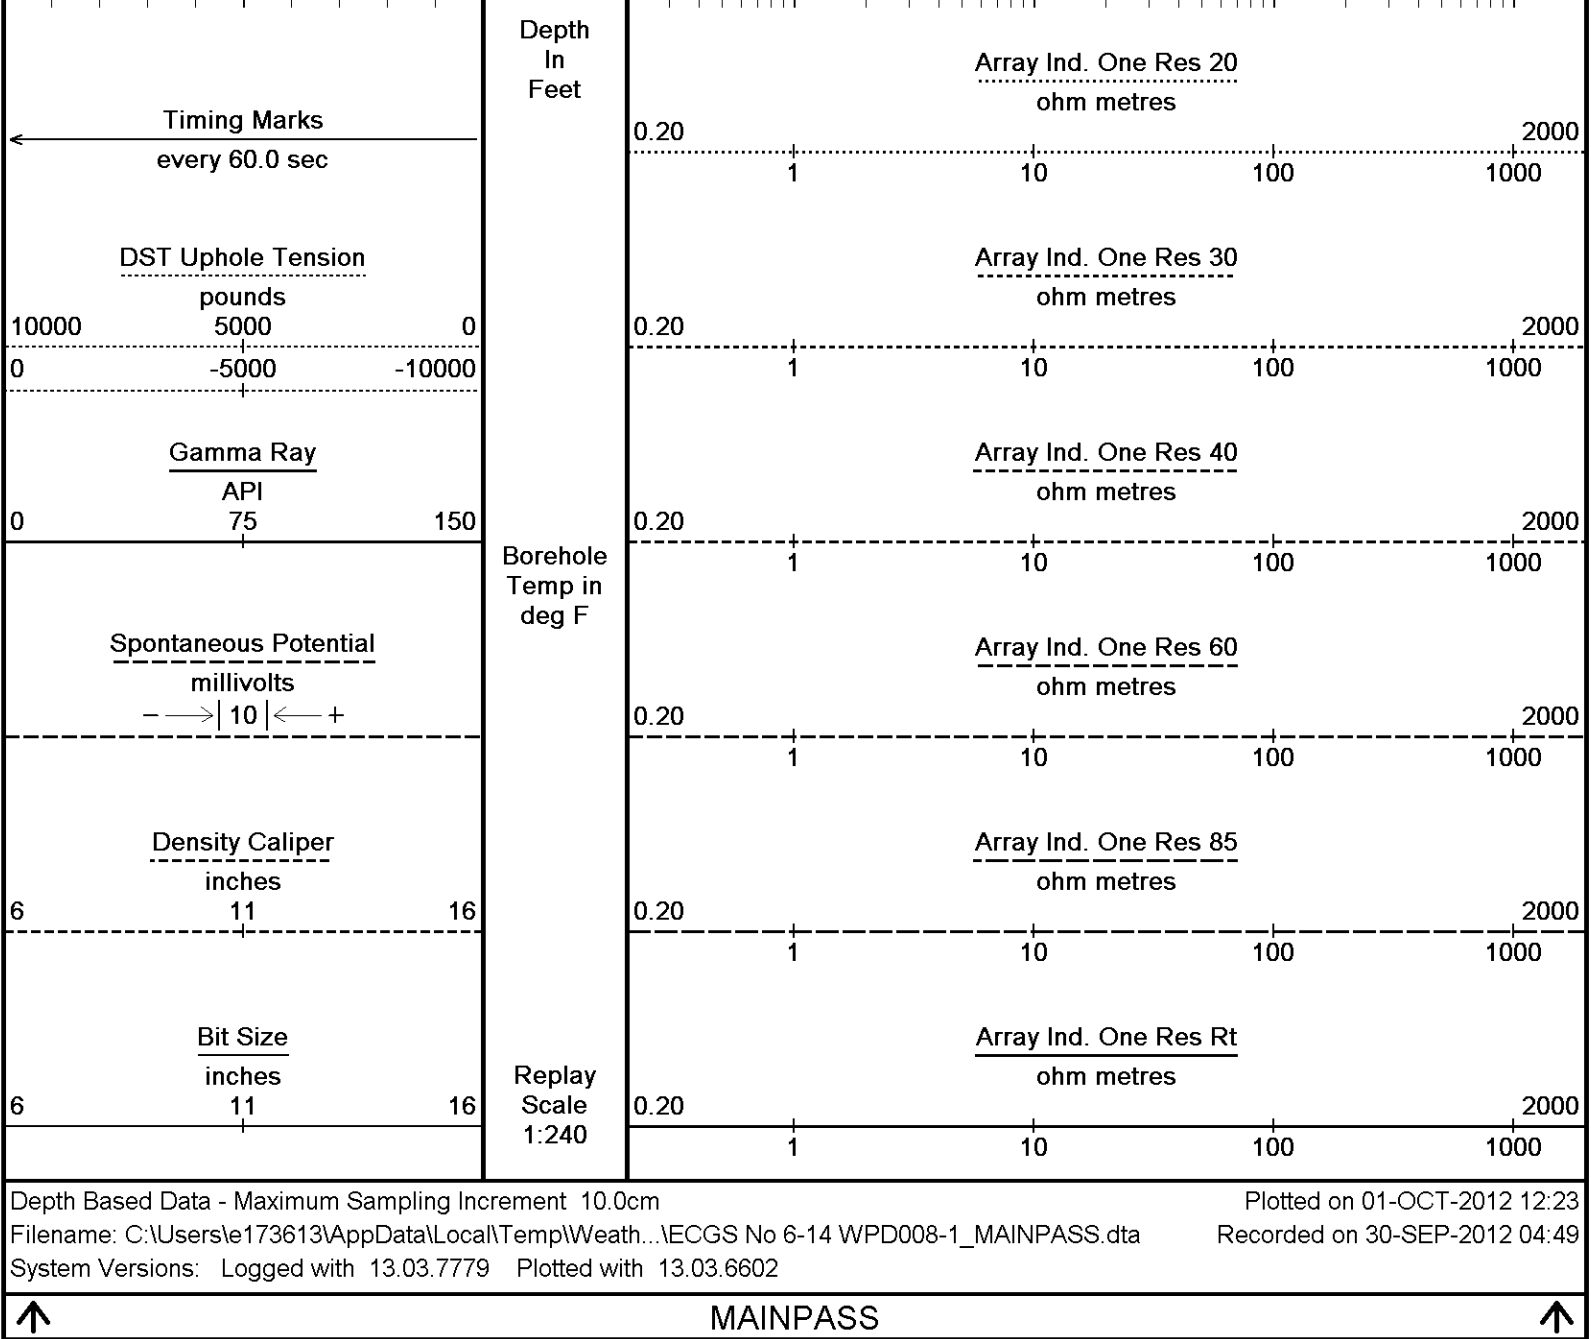 Timing Marks
every 60.0 sec
DST Uphole Tension
pounds
10000 5000 0
0 -5000 -10000
Gamma Ray
API
0 75 150
Spontaneous Potential
millivolts
− →| 10 |← +
Density Caliper
inches
6 11 16
Bit Size
inches
6 11 16
Depth
In
Feet
Borehole
Temp in
deg F
Replay
Scale
1:240
Array Ind. One Res 20
ohm metres
0.20 2000
1 10 100 1000
Array Ind. One Res 30
ohm metres
0.20 2000
1 10 100 1000
Array Ind. One Res 40
ohm metres
0.20 2000
1 10 100 1000
Array Ind. One Res 60
ohm metres
0.20 2000
1 10 100 1000
Array Ind. One Res 85
ohm metres
0.20 2000
1 10 100 1000
Array Ind. One Res Rt
ohm metres
0.20 2000
1 10 100 1000
Depth Based Data - Maximum Sampling Increment 10.0cm Plotted on 01-OCT-2012 12:23
Filename: C:\Users\e173613\AppData\Local\Temp\Weath...\ECGS No 6-14 WPD008-1_MAINPASS.dta Recorded on 30-SEP-2012 04:49
System Versions: Logged with 13.03.7779 Plotted with 13.03.6602
↑ MAINPASS ↑